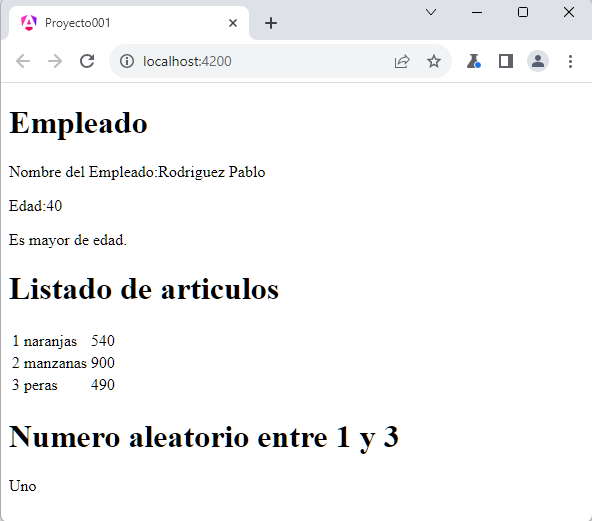 Proyecto001
localhost:4200
Empleado
Nombre del Empleado:Rodriguez Pablo
Edad:40
Es mayor de edad.
Listado de articulos
1 naranjas 540
2 manzanas 900
3 peras 490
Numero aleatorio entre 1 y 3
Uno